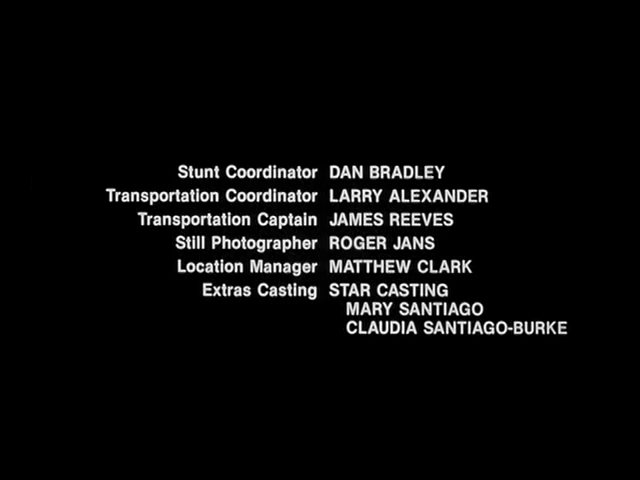 Stunt Coordinator DAN BRADLEY
Transportation Coordinator LARRY ALEXANDER
Transportation Captain JAMES REEVES
Still Photographer ROGER JANS
Location Manager MATTHEW CLARK
Extras Casting STAR CASTING
MARY SANTIAGO
CLAUDIA SANTIAGO-BURKE